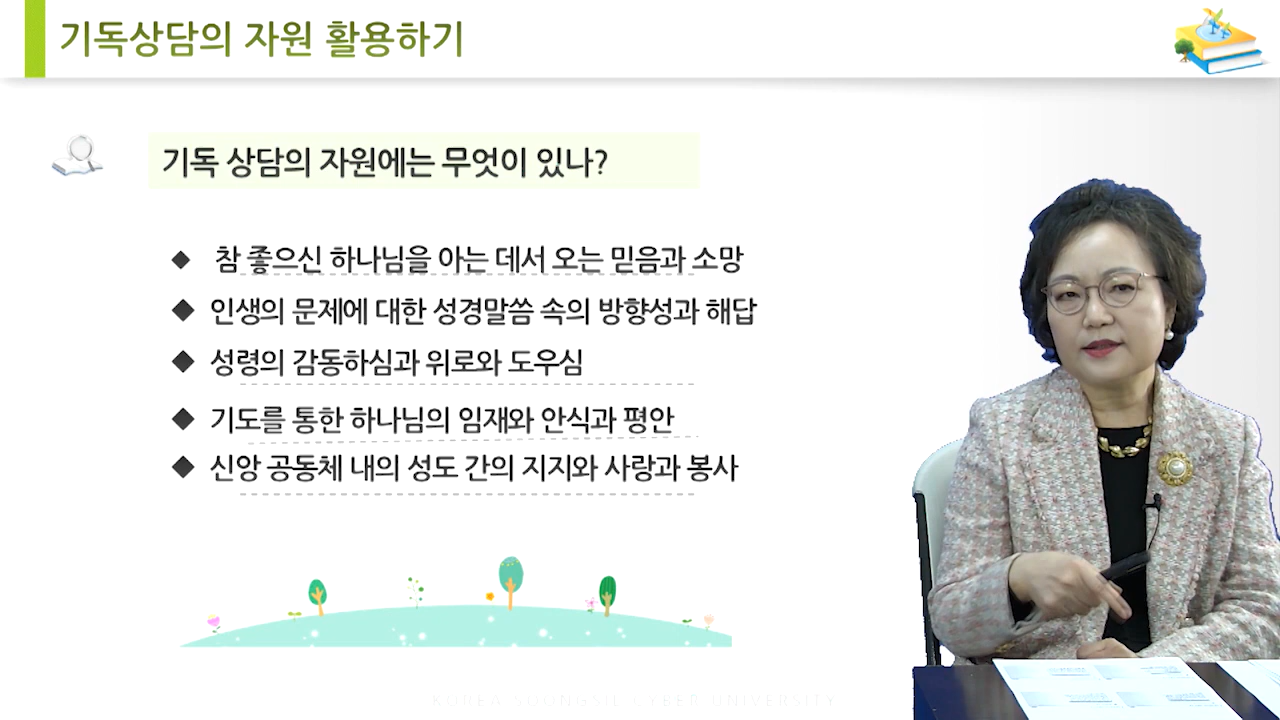 기독상담의 자원 활용하기
기독 상담의 자원에는 무엇이 있나?
◆ 참 좋으신 하나님을 아는 데서 오는 믿음과 소망
◆ 인생의 문제에 대한 성경말씀 속의 방향성과 해답
◆ 성령의 감동하심과 위로와 도우심
◆ 기도를 통한 하나님의 임재와 안식과 평안
◆ 신앙 공동체 내의 성도 간의 지지와 사랑과 봉사
KOREA SOONGSIL CYBER UNIVERSITY